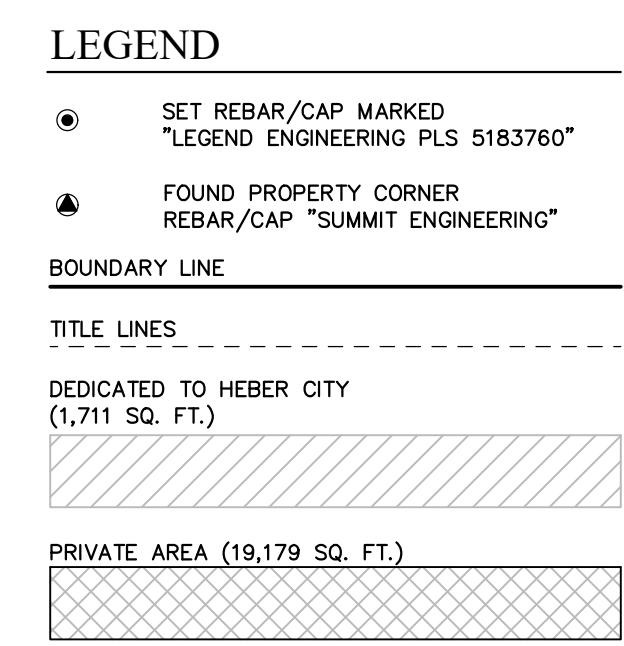 LEGEND
SET REBAR/CAP MARKED
"LEGEND ENGINEERING PLS 5183760"
FOUND PROPERTY CORNER
REBAR/CAP "SUMMIT ENGINEERING"
BOUNDARY LINE
TITLE LINES
DEDICATED TO HEBER CITY
(1,711 SQ. FT.)
PRIVATE AREA (19,179 SQ. FT.)